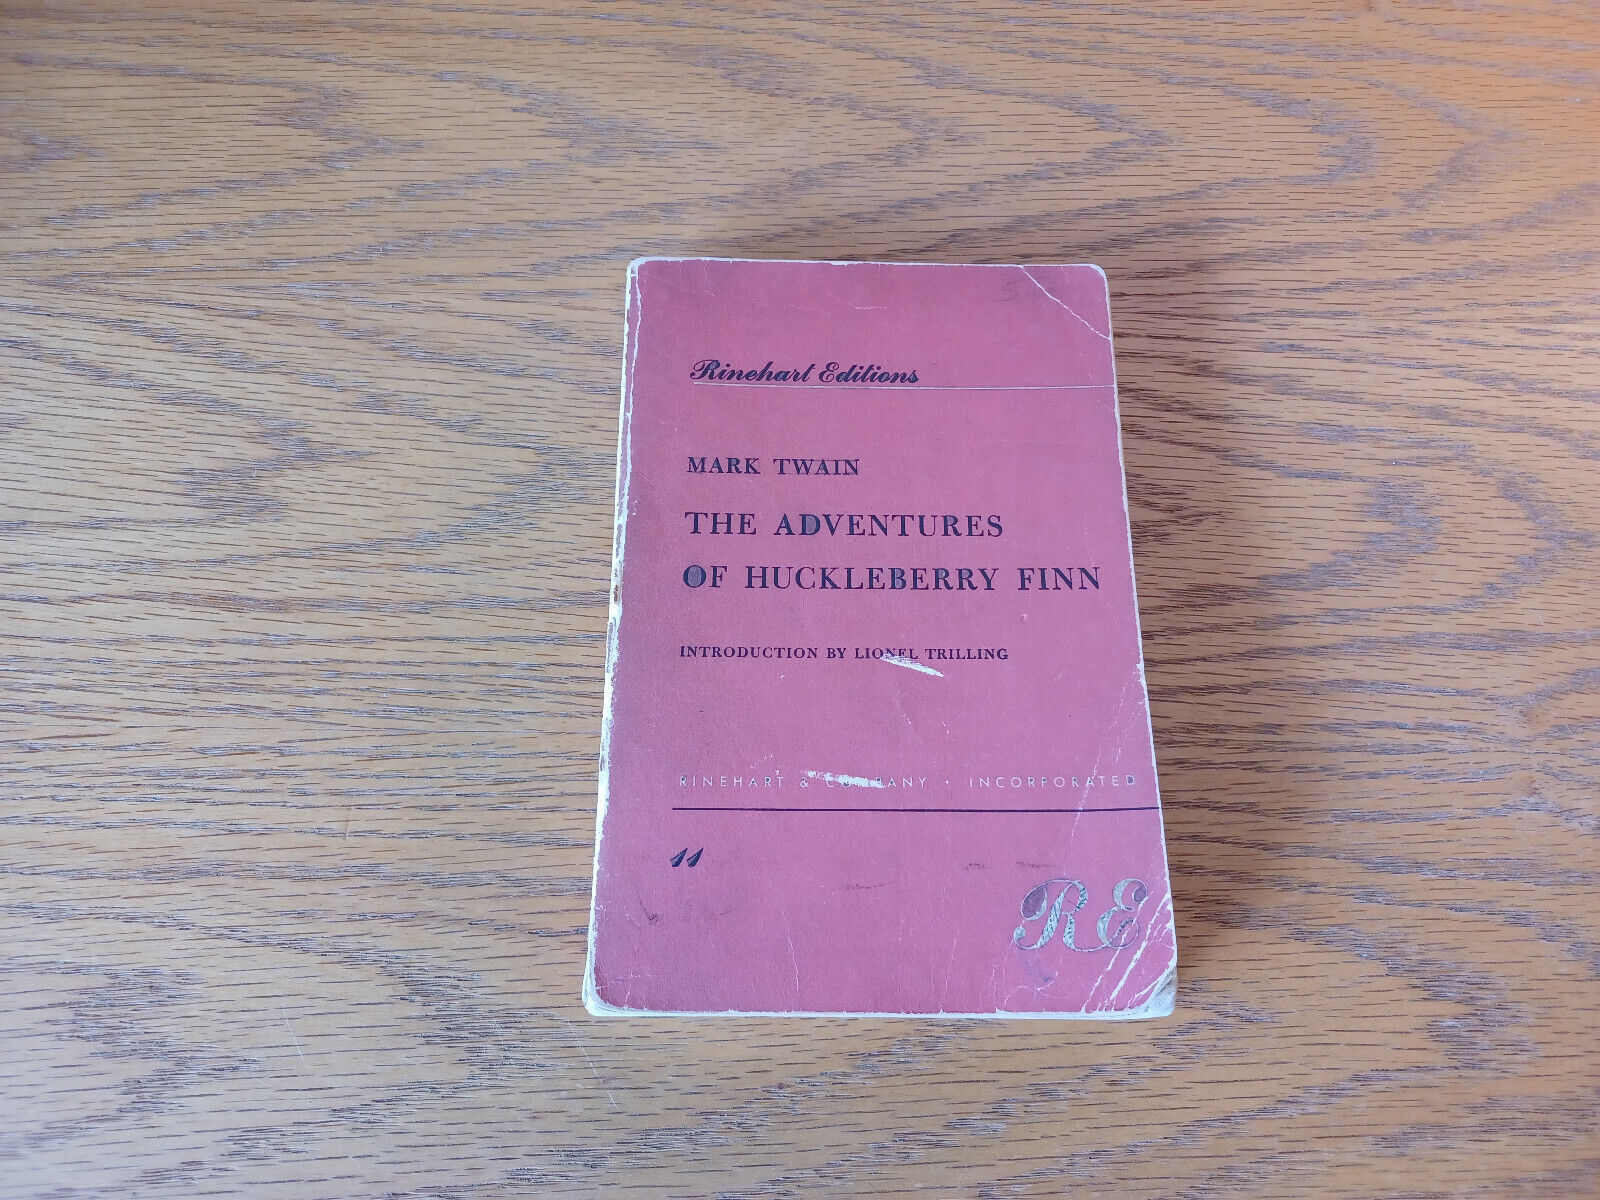 Rinehart Editions
MARK TWAIN
THE ADVENTURES
OF HUCKLEBERRY FINN
INTRODUCTION BY LIONEL TRILLING
RINEHART & COMPANY • INCORPORATED
11
RE